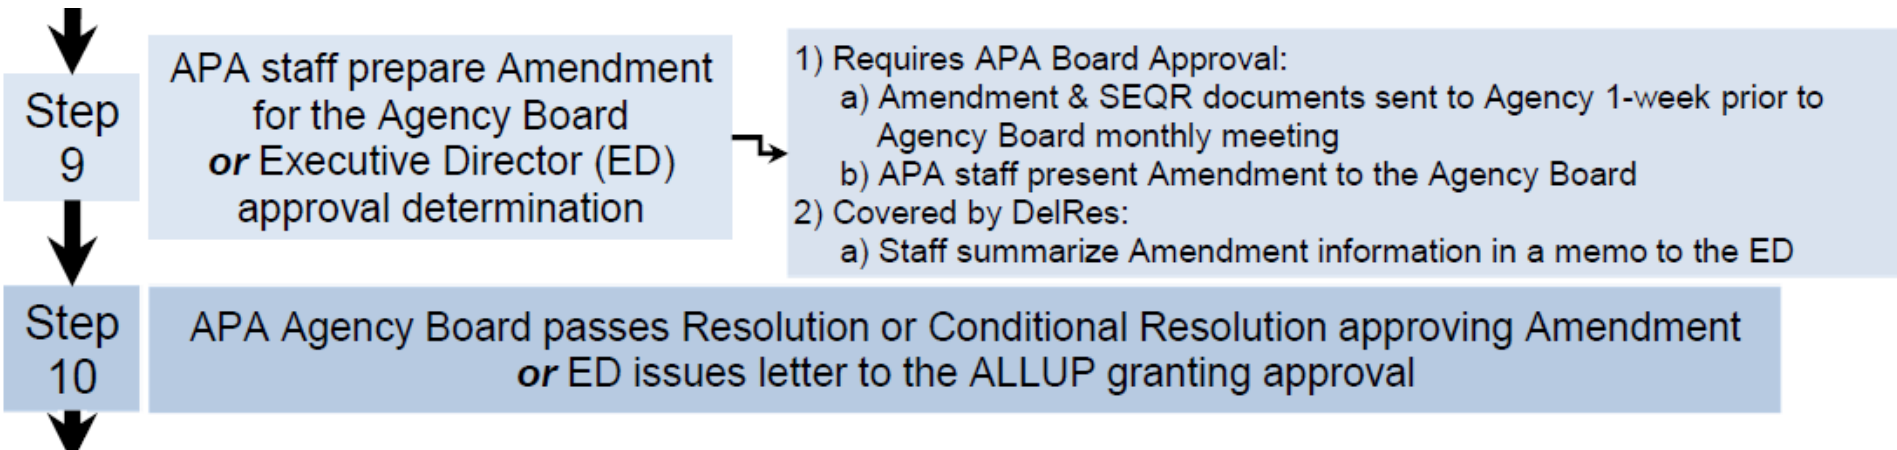 Step
9
APA staff prepare Amendment
for the Agency Board
or Executive Director (ED)
approval determination
1) Requires APA Board Approval:
a) Amendment & SEQR documents sent to Agency 1-week prior to
Agency Board monthly meeting
b) APA staff present Amendment to the Agency Board
2) Covered by DelRes:
a) Staff summarize Amendment information in a memo to the ED
Step
10
APA Agency Board passes Resolution or Conditional Resolution approving Amendment
or ED issues letter to the ALLUP granting approval